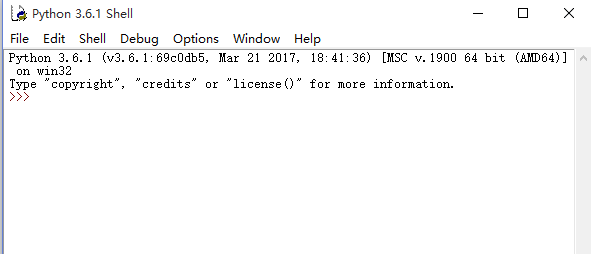 Python 3.6.1 Shell
File Edit Shell Debug Options Window Help
Python 3.6.1 (v3.6.1:69c0db5, Mar 21 2017, 18:41:36) [MSC v.1900 64 bit (AMD64)]
on win32
Type "copyright", "credits" or "license()" for more information.
>>>